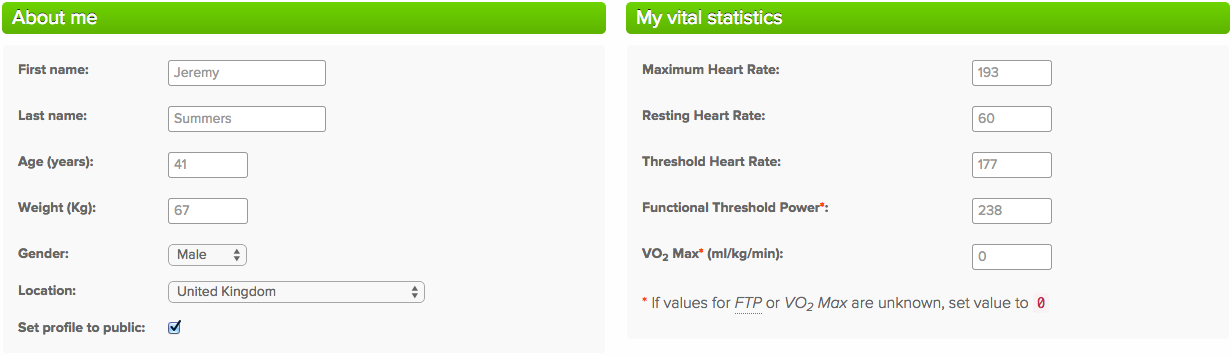 About me
First name: Jeremy
Last name: Summers
Age (years): 41
Weight (Kg): 67
Gender: Male
Location: United Kingdom
Set profile to public:
My vital statistics
Maximum Heart Rate: 193
Resting Heart Rate: 60
Threshold Heart Rate: 177
Functional Threshold Power*: 238
VO₂ Max* (ml/kg/min): 0
* If values for FTP or VO₂ Max are unknown, set value to 0